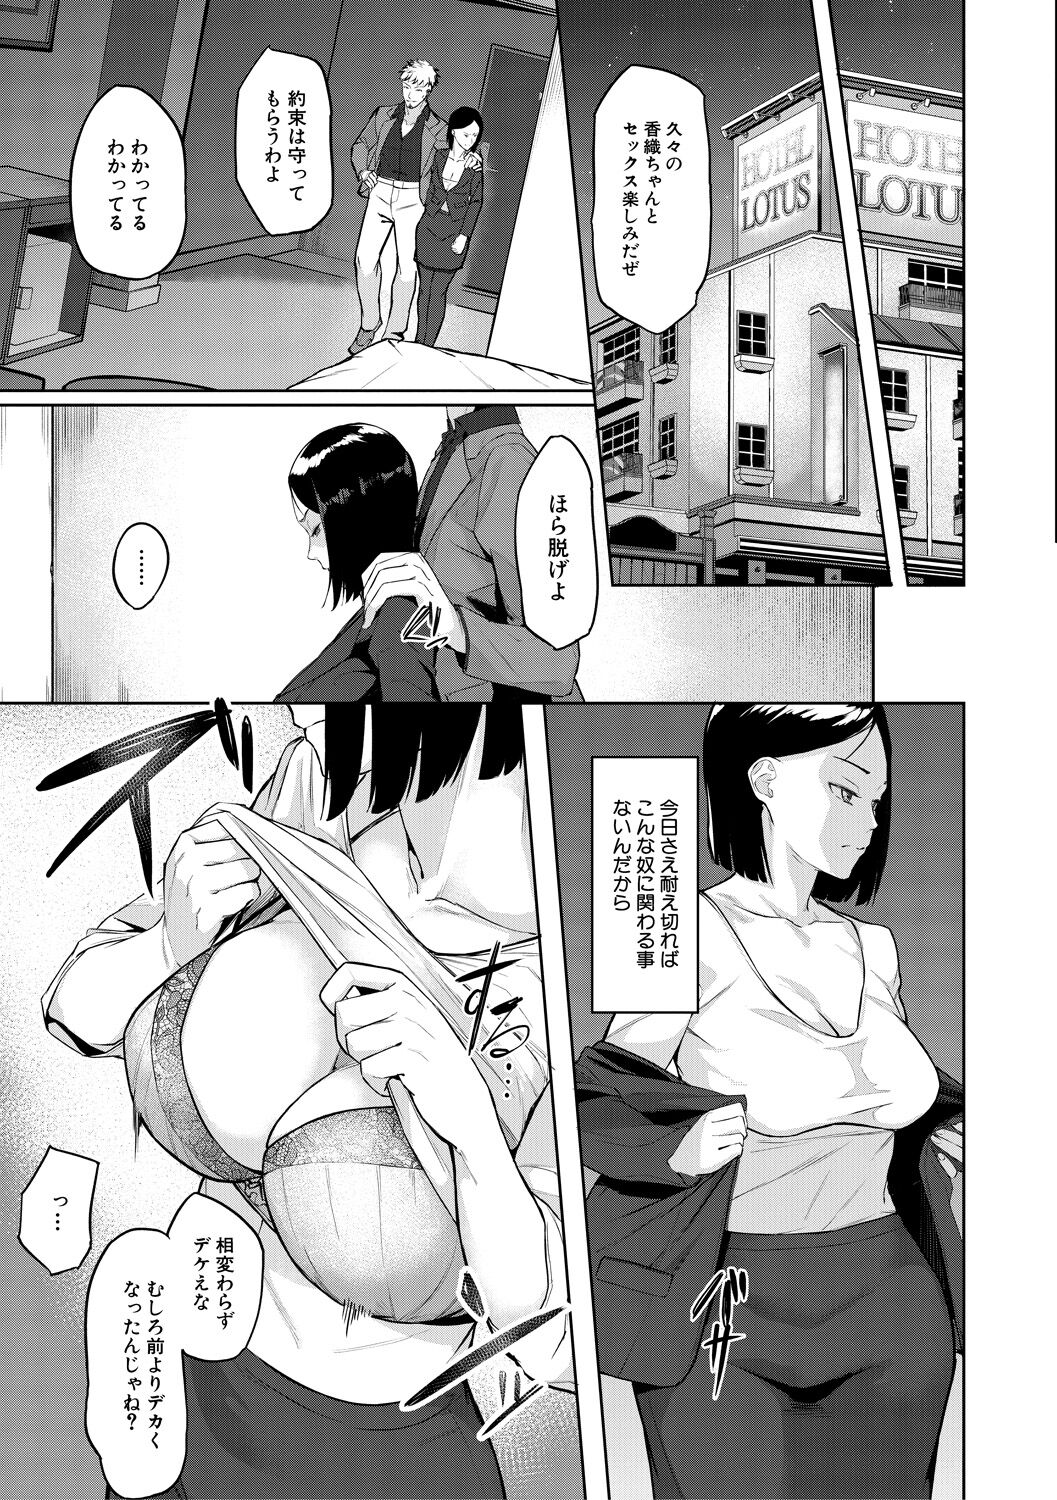 久々の
香織ちゃんと
セックス楽しみだぜ
HOTEL
LOTUS
HOTEL
LOTUS
約束は守って
もらうわよ
わかってる
わかってる
ほら脱げよ
……
今日さえ耐え切れば
こんな奴に関わる事
ないんだから
相変わらず
デケえな
むしろ前よりデカく
なったんじゃね?
っ…